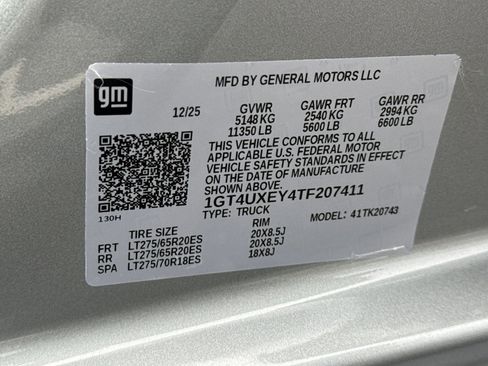 gm
MFD BY GENERAL MOTORS LLC
12/25 GVWR GAWR FRT GAWR RR
5148 KG 2540 KG 2994 KG
11350 LB 5600 LB 6600 LB
THIS VEHICLE CONFORMS TO ALL
APPLICABLE U.S. FEDERAL MOTOR
VEHICLE SAFETY STANDARDS IN EFFECT
ON THE DATE OF MANUFACTURE
SHOWN ABOVE.
1GT4UXEY4TF207411
130H TYPE: TRUCK MODEL: 41TK20743
TIRE SIZE RIM
FRT LT275/65R20ES 20X8.5J
RR LT275/65R20ES 20X8.5J
SPA LT275/70R18ES 18X8J